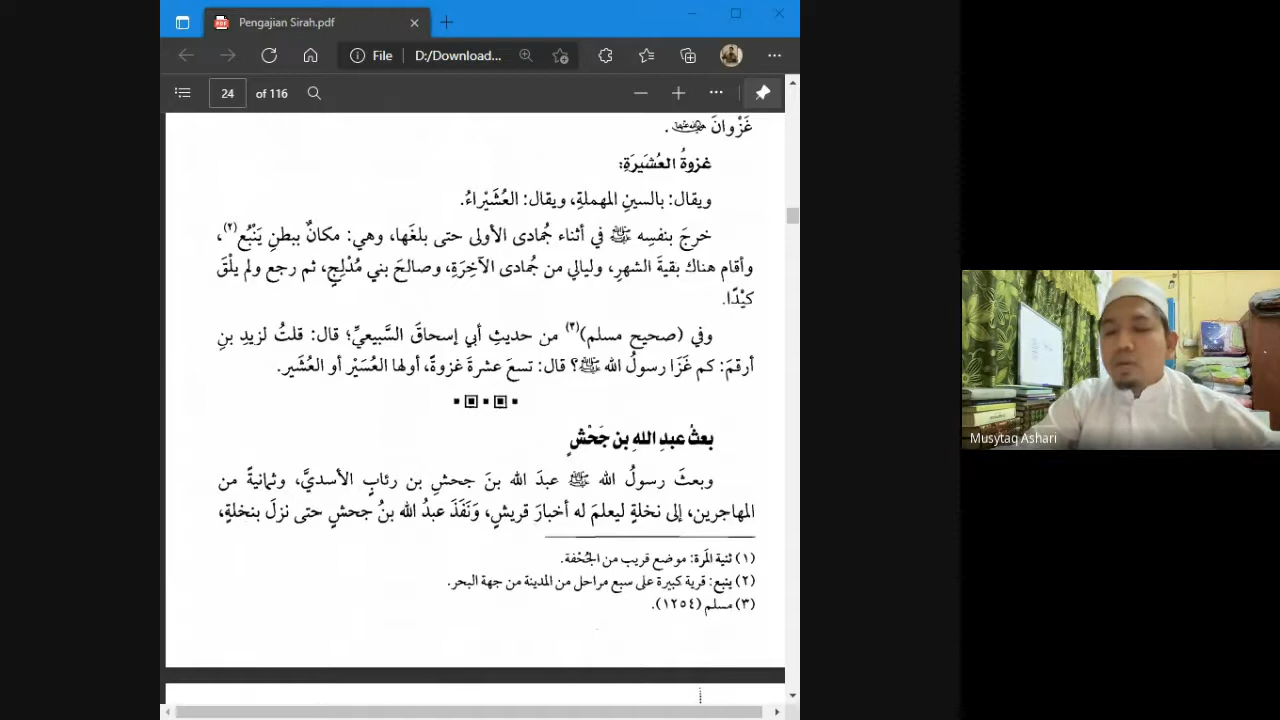 Pengajian Sirah.pdf
File
D:/Download...
24
of 116
غَزْوانَ رضي الله عنهما .
غزوةُ العُشَيرَةِ:
ويقال: بالسينِ المهملةِ، ويقال: العُشَيْراءُ.
خرجَ بنفسِه ﷺ في أثناء جُمادى الأولى حتى بلغَها، وهي: مكانٌ ببطنِ يَنْبُع(٢)،
وأقام هناك بقيةَ الشهرِ، وليالي من جُمادى الآخِرَةِ، وصالحَ بني مُدْلِجٍ، ثم رجع ولم يلْقَ
كيْدًا.
وفي (صحيح مسلم)(٣) من حديثِ أبي إسحاقَ السَّبيعيِّ؛ قال: قلتُ لزيدِ بنِ
أرقمَ: كم غَزَا رسولُ الله ﷺ؟ قال: تسعَ عشرةَ غزوةً، أولها العُسَيْر أو العُشَير.
بعثُ عبدِ اللهِ بن جَحْشٍ
وبعثَ رسولُ الله ﷺ عبدَ الله بنَ جحشِ بن رئابٍ الأسديَّ، وثمانيةً من
المهاجرين، إلى نخلةٍ ليعلمَ له أخبارَ قريشٍ، وَنَفَذَ عبدُ الله بنُ جحشٍ حتى نزلَ بنخلةٍ،
(١) ثنية المَرة: موضع قريب من الجُحْفة.
(٢) ينبع: قرية كبيرة على سبع مراحل من المدينة من جهة البحر.
(٣) مسلم (١٢٥٤).
Musytaq Ashari